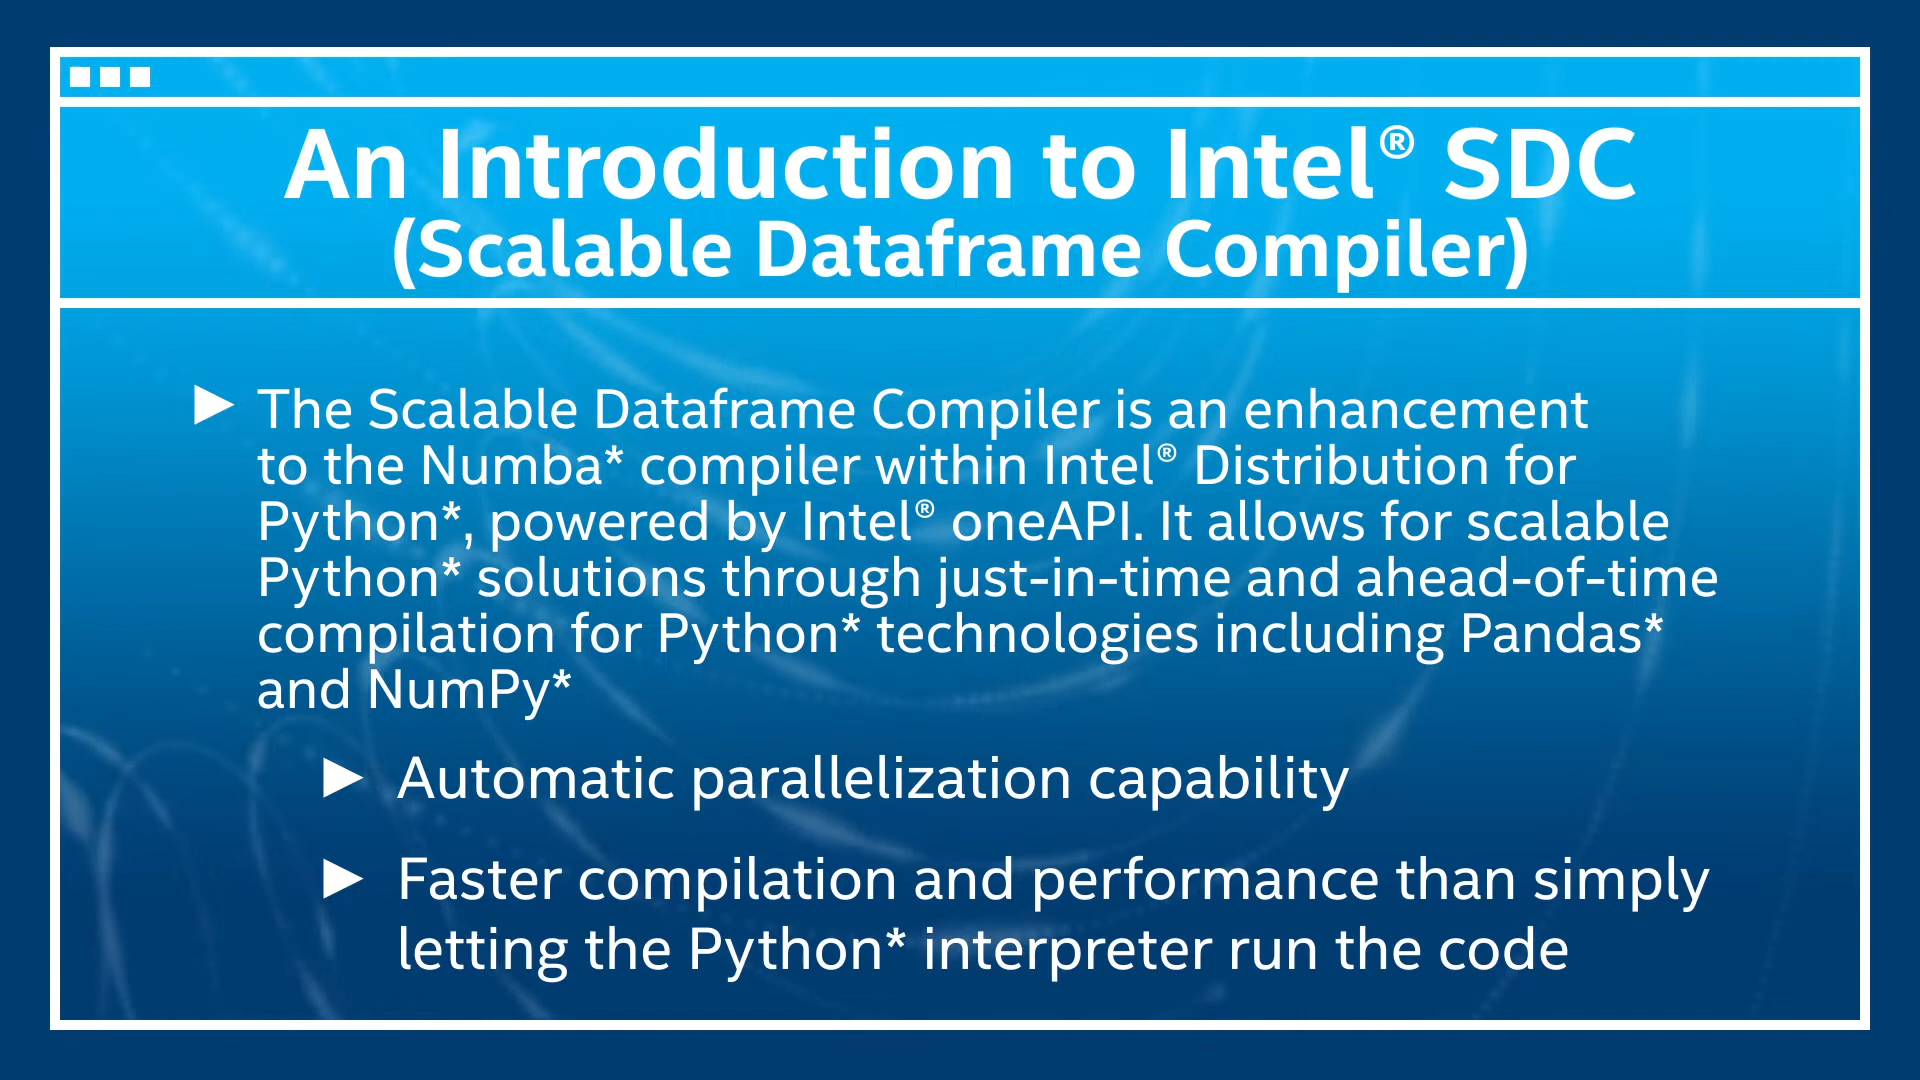 An Introduction to Intel® SDC
(Scalable Dataframe Compiler)
► The Scalable Dataframe Compiler is an enhancement
to the Numba* compiler within Intel® Distribution for
Python*, powered by Intel® oneAPI. It allows for scalable
Python* solutions through just-in-time and ahead-of-time
compilation for Python* technologies including Pandas*
and NumPy*
► Automatic parallelization capability
► Faster compilation and performance than simply
letting the Python* interpreter run the code